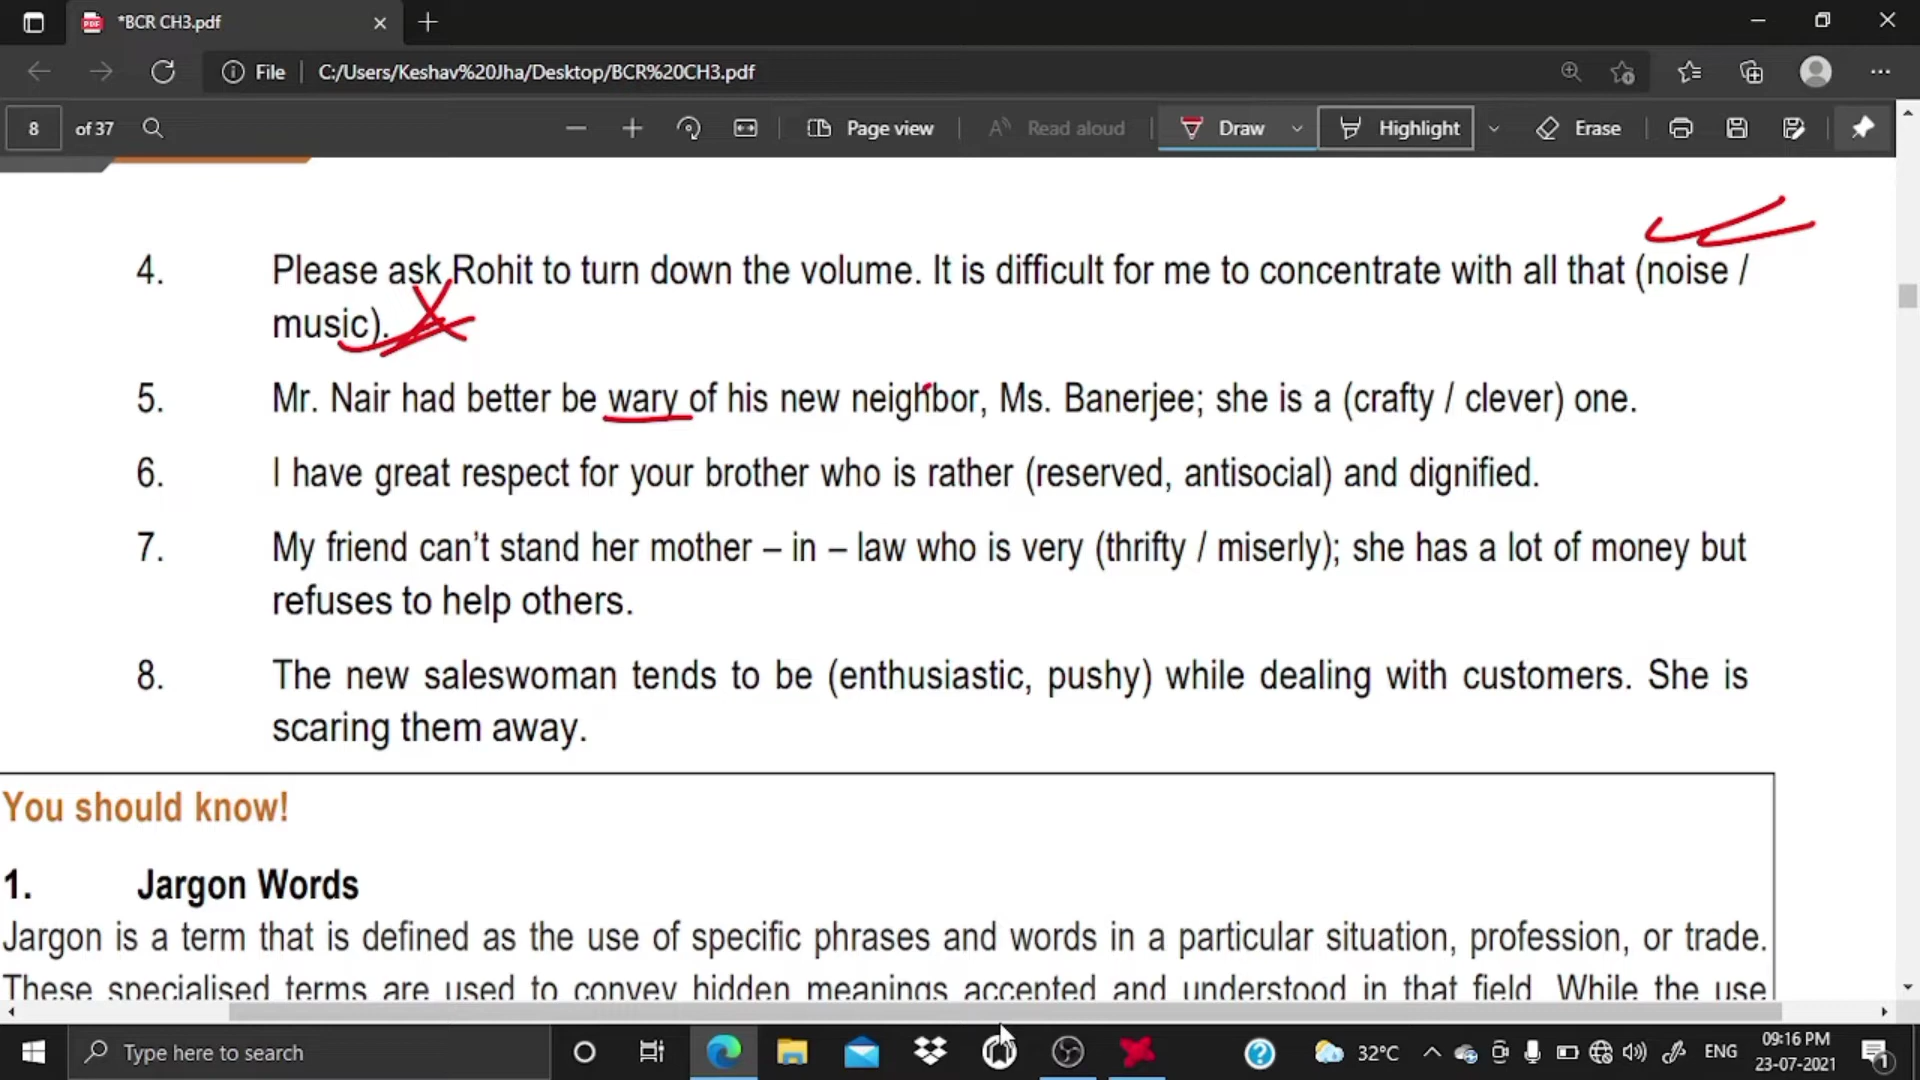 *BCR CH3.pdf
File
C:/Users/Keshav%20Jha/Desktop/BCR%20CH3.pdf
8 of 37
Page view
Read aloud
Draw
Highlight
Erase
4. Please ask Rohit to turn down the volume. It is difficult for me to concentrate with all that (noise /
music).
5. Mr. Nair had better be wary of his new neighbor, Ms. Banerjee; she is a (crafty / clever) one.
6. I have great respect for your brother who is rather (reserved, antisocial) and dignified.
7. My friend can’t stand her mother – in – law who is very (thrifty / miserly); she has a lot of money but
refuses to help others.
8. The new saleswoman tends to be (enthusiastic, pushy) while dealing with customers. She is
scaring them away.
You should know!
1. Jargon Words
Jargon is a term that is defined as the use of specific phrases and words in a particular situation, profession, or trade.
These specialised terms are used to convey hidden meanings accepted and understood in that field. While the use
Type here to search
32°C
ENG
09:16 PM
23-07-2021
1